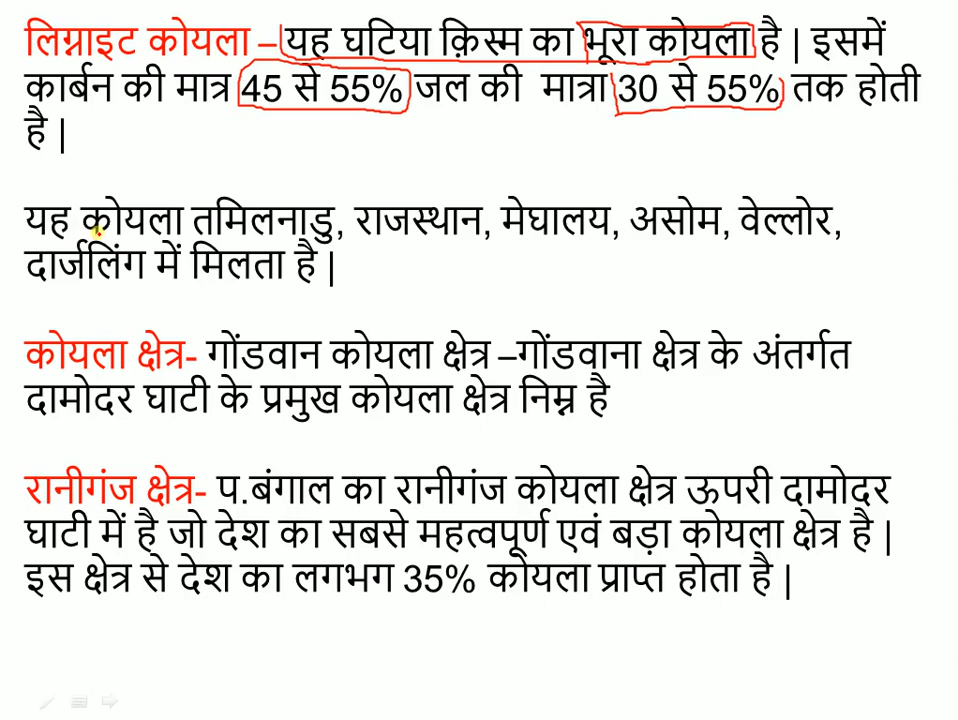 लिग्नाइट कोयला – यह घटिया क़िस्म का भूरा कोयला है | इसमें
कार्बन की मात्र 45 से 55% जल की मात्रा 30 से 55% तक होती
है |
यह कोयला तमिलनाडु, राजस्थान, मेघालय, असोम, वेल्लोर,
दार्जलिंग में मिलता है |
कोयला क्षेत्र- गोंडवान कोयला क्षेत्र –गोंडवाना क्षेत्र के अंतर्गत
दामोदर घाटी के प्रमुख कोयला क्षेत्र निम्न है
रानीगंज क्षेत्र- प.बंगाल का रानीगंज कोयला क्षेत्र ऊपरी दामोदर
घाटी में है जो देश का सबसे महत्वपूर्ण एवं बड़ा कोयला क्षेत्र है |
इस क्षेत्र से देश का लगभग 35% कोयला प्राप्त होता है |